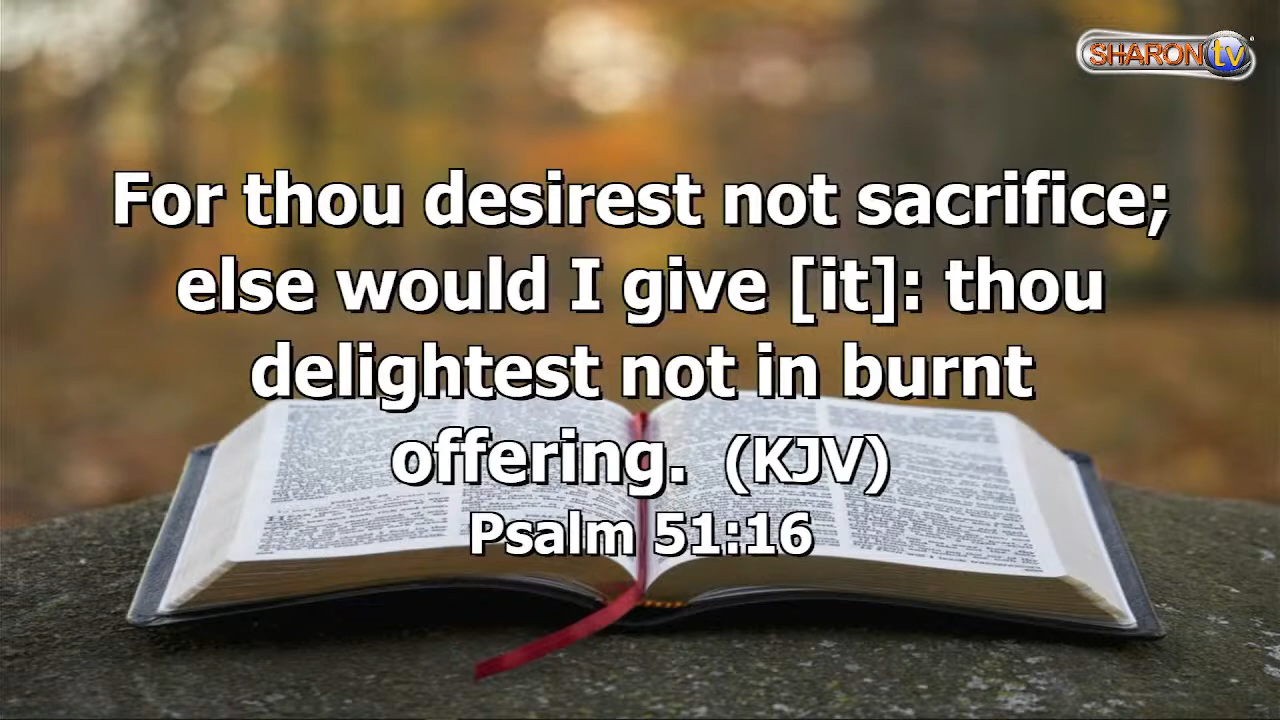 SHARON tv
For thou desirest not sacrifice;
else would I give [it]: thou
delightest not in burnt
offering. (KJV)
Psalm 51:16